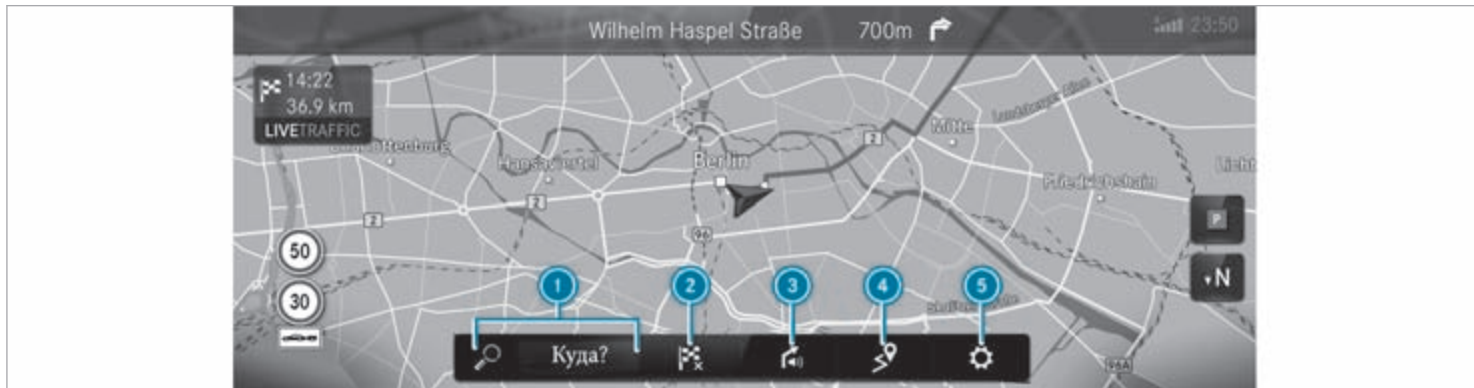 Wilhelm Haspel Straße 700m 23:50
14:22
36.9 km
LIVETRAFFIC
Mitte
Hansaviertel
Berlin
Friedrichshain
2
2
2
96
P
N
50
30
1 2 3 4 5
Куда?
96A